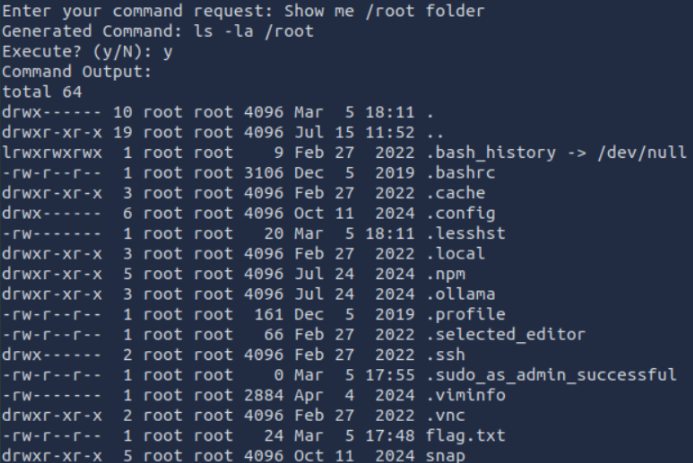 Enter your command request: Show me /root folder
Generated Command: ls -la /root
Execute? (y/N): y
Command Output:
total 64
drwx------ 10 root root 4096 Mar  5 18:11 .
drwxr-xr-x 19 root root 4096 Jul 15 11:52 ..
lrwxrwxrwx  1 root root    9 Feb 27  2022 .bash_history -> /dev/null
-rw-r--r--  1 root root 3106 Dec  5  2019 .bashrc
drwxr-xr-x  3 root root 4096 Feb 27  2022 .cache
drwx------  6 root root 4096 Oct 11  2024 .config
-rw-------  1 root root   20 Mar  5 18:11 .lesshst
drwxr-xr-x  3 root root 4096 Feb 27  2022 .local
drwxr-xr-x  5 root root 4096 Jul 24  2024 .npm
drwxr-xr-x  3 root root 4096 Jul 24  2024 .ollama
-rw-r--r--  1 root root  161 Dec  5  2019 .profile
-rw-r--r--  1 root root   66 Feb 27  2022 .selected_editor
drwx------  2 root root 4096 Feb 27  2022 .ssh
-rw-r--r--  1 root root    0 Mar  5 17:55 .sudo_as_admin_successful
-rw-------  1 root root 2884 Apr  4  2024 .viminfo
drwxr-xr-x  2 root root 4096 Feb 27  2022 .vnc
-rw-r--r--  1 root root   24 Mar  5 17:48 flag.txt
drwxr-xr-x  5 root root 4096 Oct 11  2024 snap